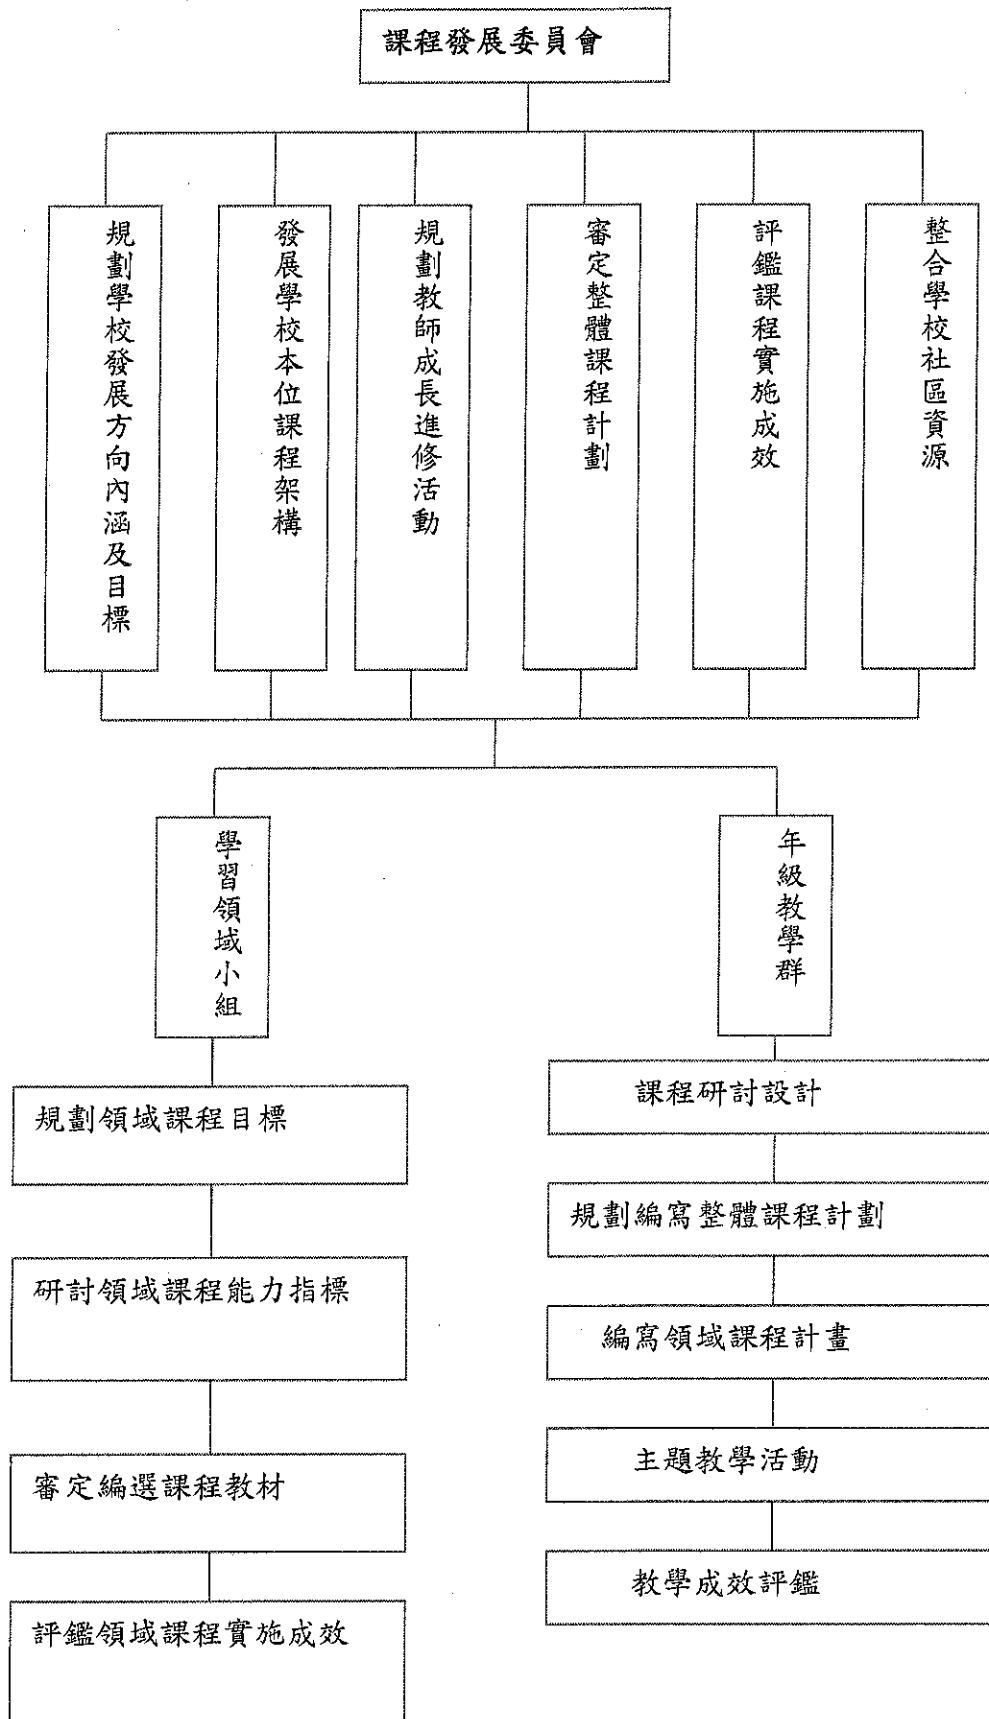 課程發展委員會
規劃學校發展方向內涵及目標
發展學校本位課程架構
規劃教師成長進修活動
審定整體課程計劃
評鑑課程實施成效
整合學校社區資源
學習領域小組
年級教學群
規劃領域課程目標
研討領域課程能力指標
審定編選課程教材
評鑑領域課程實施成效
課程研討設計
規劃編寫整體課程計劃
編寫領域課程計畫
主題教學活動
教學成效評鑑